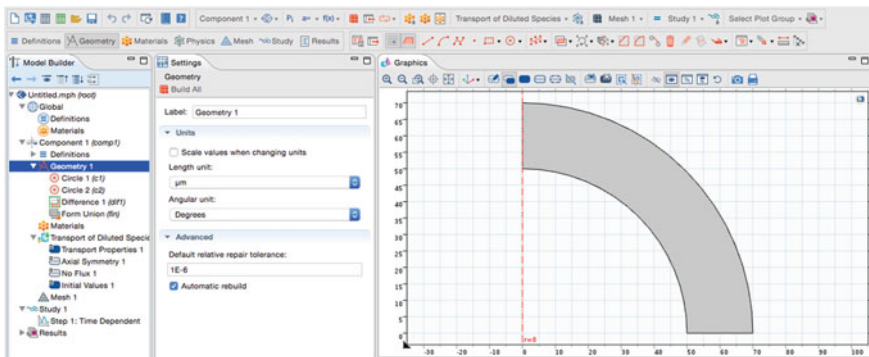 Component 1
Pi
a=
f(x)
Transport of Diluted Species
Mesh 1
Study 1
Select Plot Group
Definitions
Geometry
Materials
Physics
Mesh
Study
Results
Model Builder
Untitled.mph (root)
Global
Definitions
Materials
Component 1 (comp1)
Definitions
Geometry 1
Circle 1 (c1)
Circle 2 (c2)
Difference 1 (dif1)
Form Union (fin)
Materials
Transport of Diluted Specie
Transport Properties 1
Axial Symmetry 1
No Flux 1
Initial Values 1
Mesh 1
Study 1
Step 1: Time Dependent
Results
Settings
Geometry
Build All
Label: Geometry 1
Units
Scale values when changing units
Length unit:
µm
Angular unit:
Degrees
Advanced
Default relative repair tolerance:
1E-6
Automatic rebuild
Graphics
70
65
60
55
50
45
40
35
30
25
20
15
10
5
0
r=0
-30 -20 -10 0 10 20 30 40 50 60 70 80 90 100